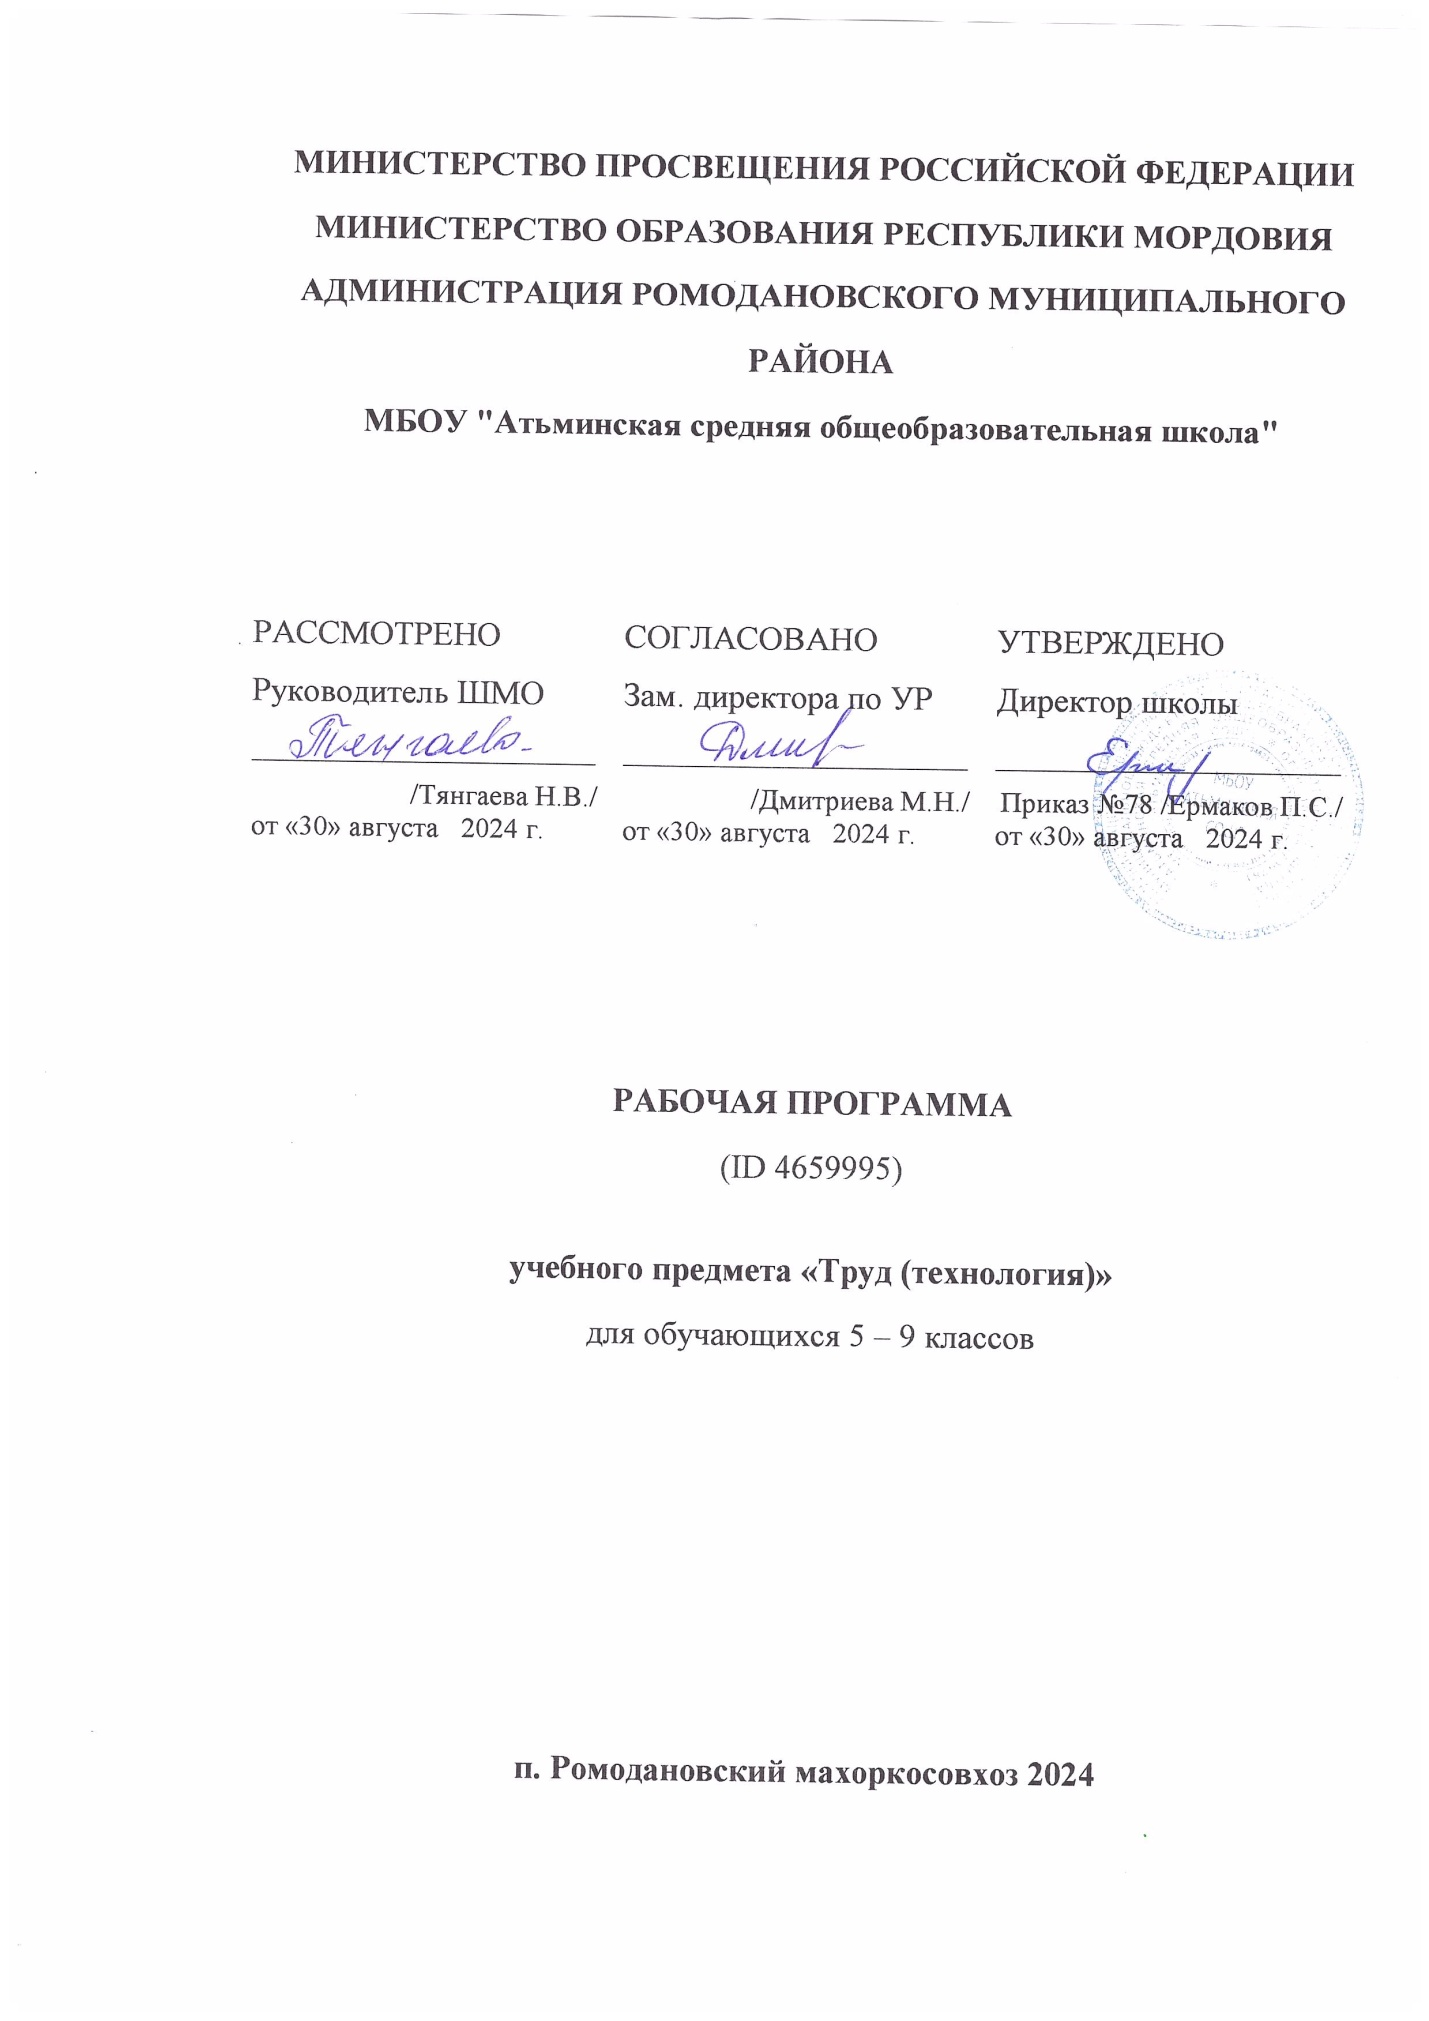 МИНИСТЕРСТВО ПРОСВЕЩЕНИЯ РОССИЙСКОЙ ФЕДЕРАЦИИ
МИНИСТЕРСТВО ОБРАЗОВАНИЯ РЕСПУБЛИКИ МОРДОВИЯ
АДМИНИСТРАЦИЯ РОМОДАНОВСКОГО МУНИЦИПАЛЬНОГО
РАЙОНА
МБОУ "Атьминская средняя общеобразовательная школа"
РАССМОТРЕНО
Руководитель ШМО
Тянгаева
/Тянгаева Н.В./
от «30» августа 2024 г.
СОГЛАСОВАНО
Зам. директора по УР
/Дмитриева М.Н./
от «30» августа 2024 г.
УТВЕРЖДЕНО
Директор школы
Приказ №78 /Ермаков П.С./
от «30» августа 2024 г.
МБОУ
РАБОЧАЯ ПРОГРАММА
(ID 4659995)
учебного предмета «Труд (технология)»
для обучающихся 5 – 9 классов
п. Ромодановский махоркосовхоз 2024